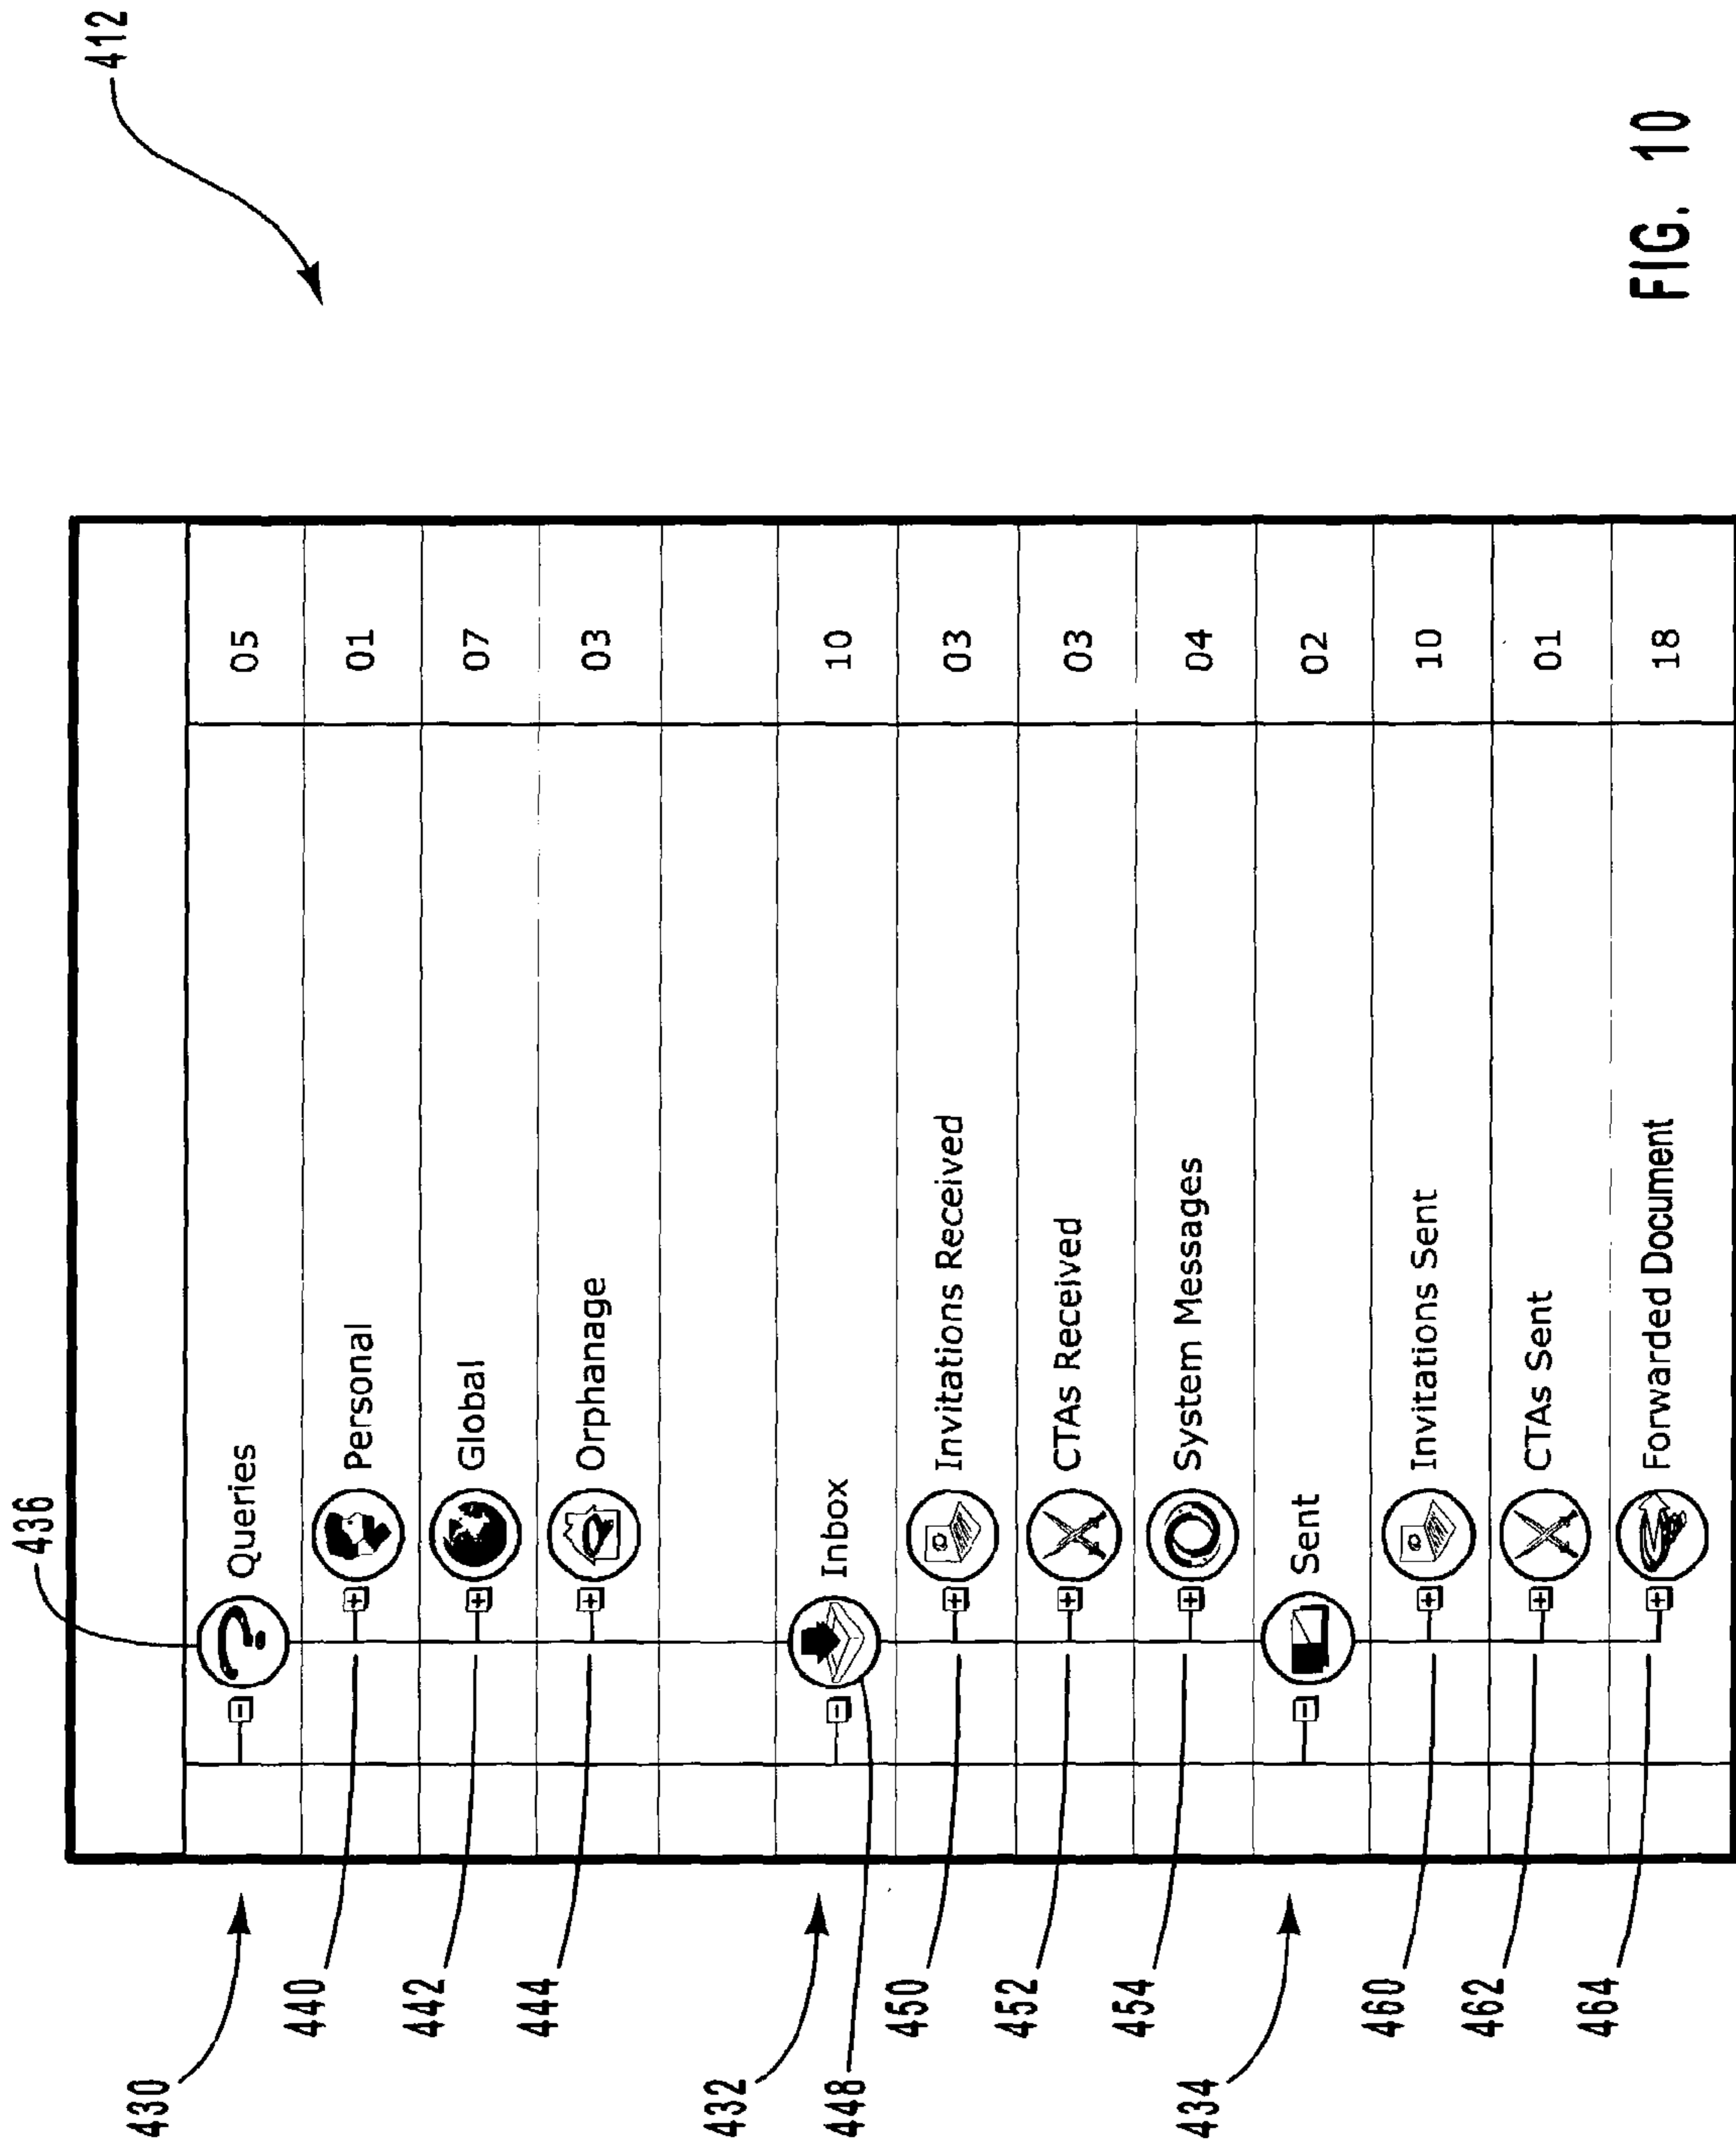 412
436
430
Queries 05
440
Personal 01
442
Global 07
444
Orphanage 03
432
448
Inbox 10
450
Invitations Received 03
452
CTAs Received 03
454
System Messages 04
434
Sent 02
460
Invitations Sent 10
462
CTAs Sent 01
464
Forwarded Document 18
FIG. 10